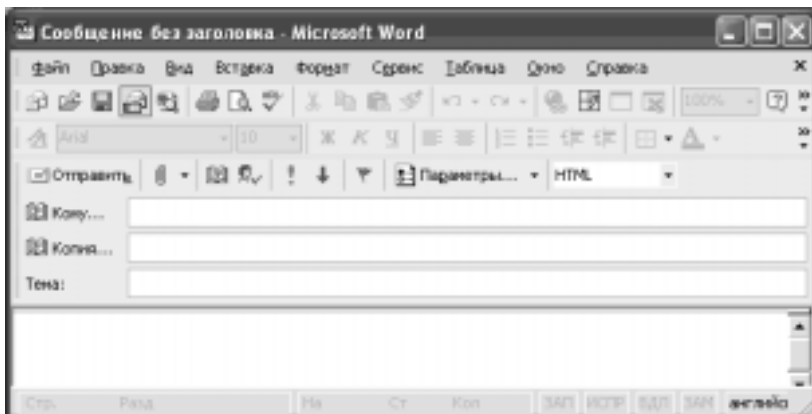 Сообщение без заголовка - Microsoft Word
Файл Правка Вид Вставка Формат Сервис Таблица Окно Справка
100%
Arial 10 Ж К Ч
Отправить Параметры... HTML
Кому...
Копия...
Тема:
Стр. Разд На Ст Кол ЗАП ИСПР ВДЛ ЗАМ английс